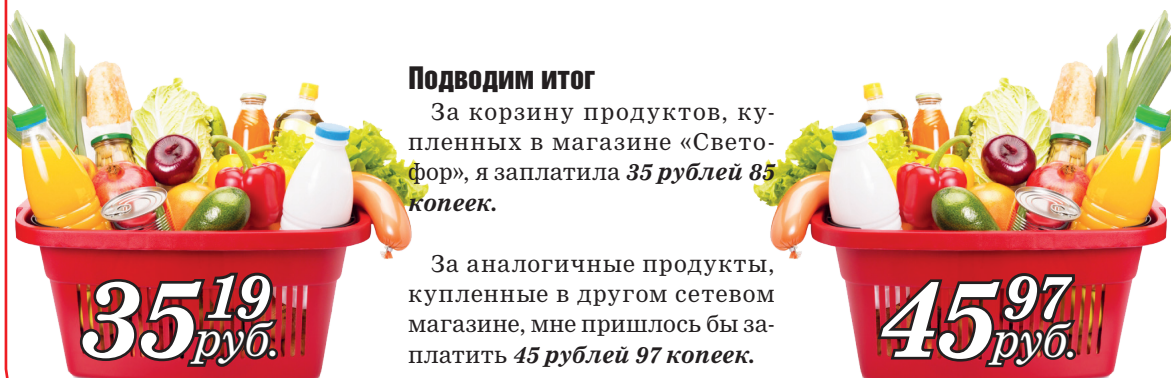 Подводим итог
За корзину продуктов, ку-
пленных в магазине «Свето-
фор», я заплатила 35 рублей 85
копеек.
За аналогичные продукты,
купленные в другом сетевом
магазине, мне пришлось бы за-
платить 45 рублей 97 копеек.
35 19 руб.
45 97 руб.